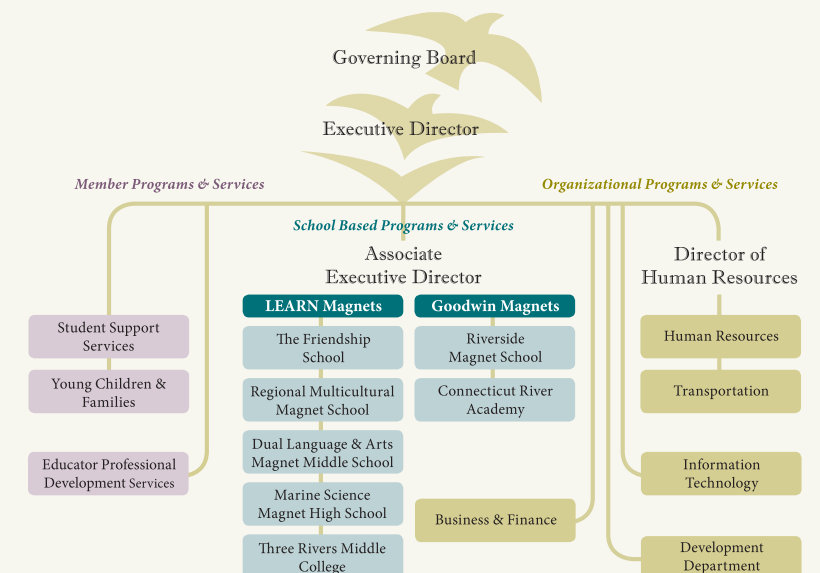 Governing Board
Executive Director
Member Programs & Services
Organizational Programs & Services
School Based Programs & Services
Associate
Executive Director
Director of
Human Resources
LEARN Magnets
Goodwin Magnets
Student Support
Services
The Friendship
School
Riverside
Magnet School
Human Resources
Young Children &
Families
Regional Multicultural
Magnet School
Connecticut River
Academy
Transportation
Dual Language & Arts
Magnet Middle School
Educator Professional
Development Services
Information
Technology
Marine Science
Magnet High School
Business & Finance
Three Rivers Middle
College
Development
Department